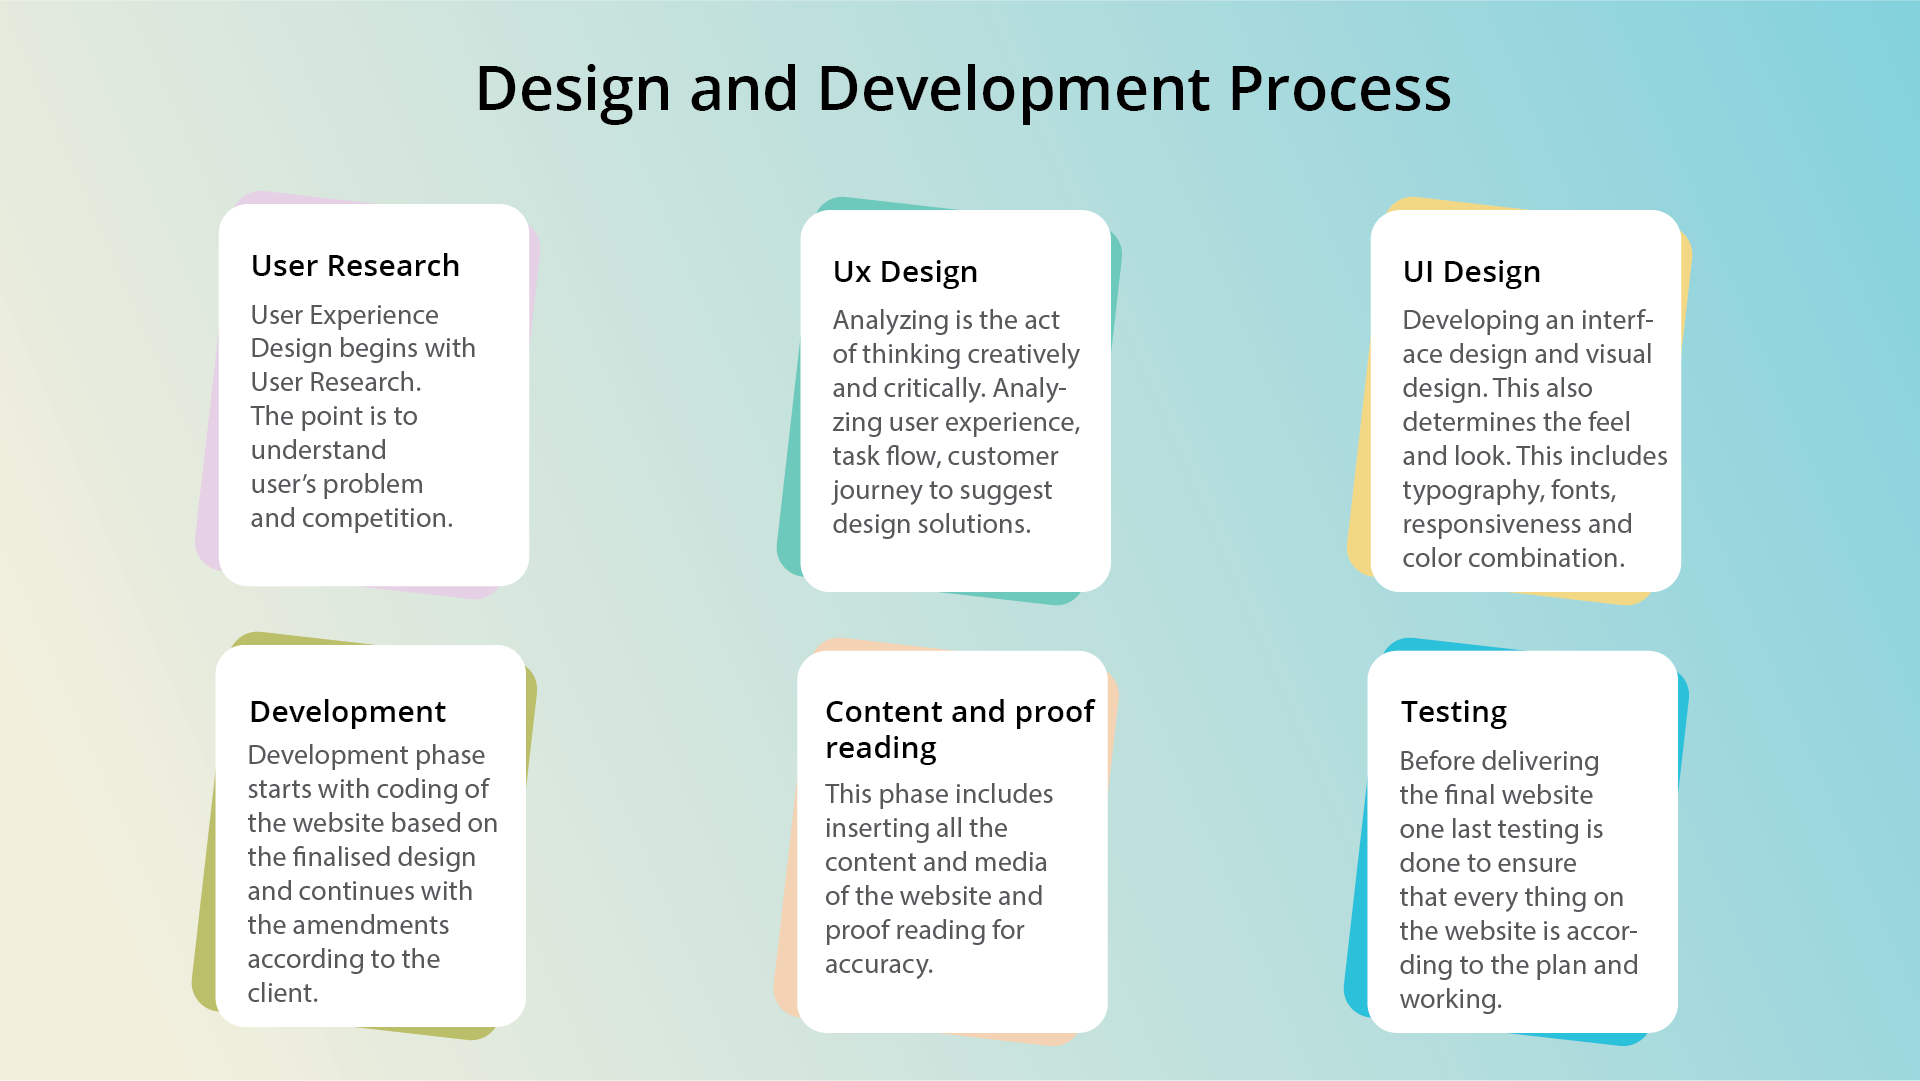 Design and Development Process
User Research
User Experience
Design begins with
User Research.
The point is to
understand
user’s problem
and competition.
Ux Design
Analyzing is the act
of thinking creatively
and critically. Analy-
zing user experience,
task flow, customer
journey to suggest
design solutions.
UI Design
Developing an interf-
ace design and visual
design. This also
determines the feel
and look. This includes
typography, fonts,
responsiveness and
color combination.
Development
Development phase
starts with coding of
the website based on
the finalised design
and continues with
the amendments
according to the
client.
Content and proof
reading
This phase includes
inserting all the
content and media
of the website and
proof reading for
accuracy.
Testing
Before delivering
the final website
one last testing is
done to ensure
that every thing on
the website is accor-
ding to the plan and
working.